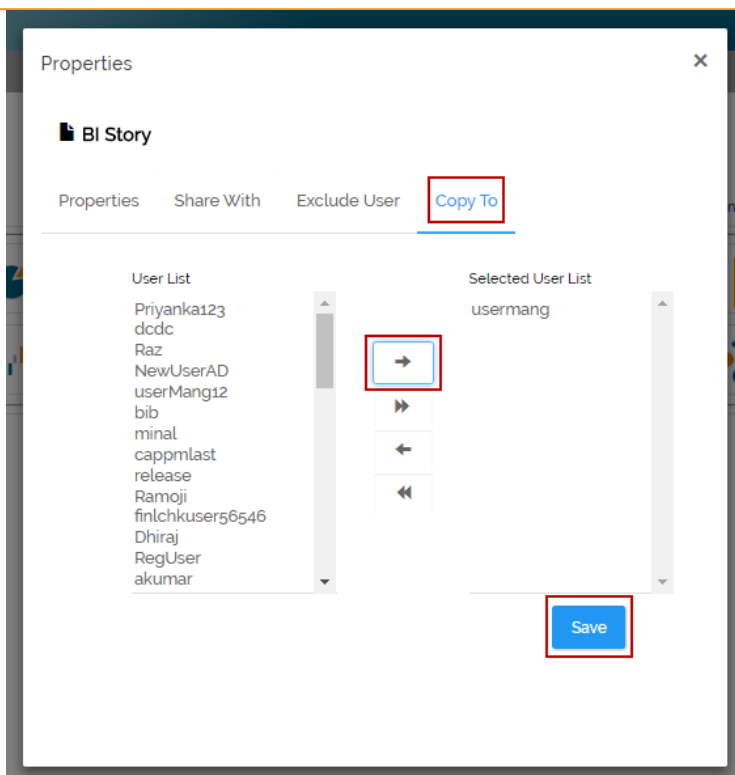 Properties
×
BI Story
Properties Share With Exclude User Copy To
User List
Priyanka123
dcdc
Raz
NewUserAD
userMang12
bib
minal
cappmlast
release
Ramoji
finlchkuser56546
Dhiraj
RegUser
akumar
Selected User List
usermang
Save